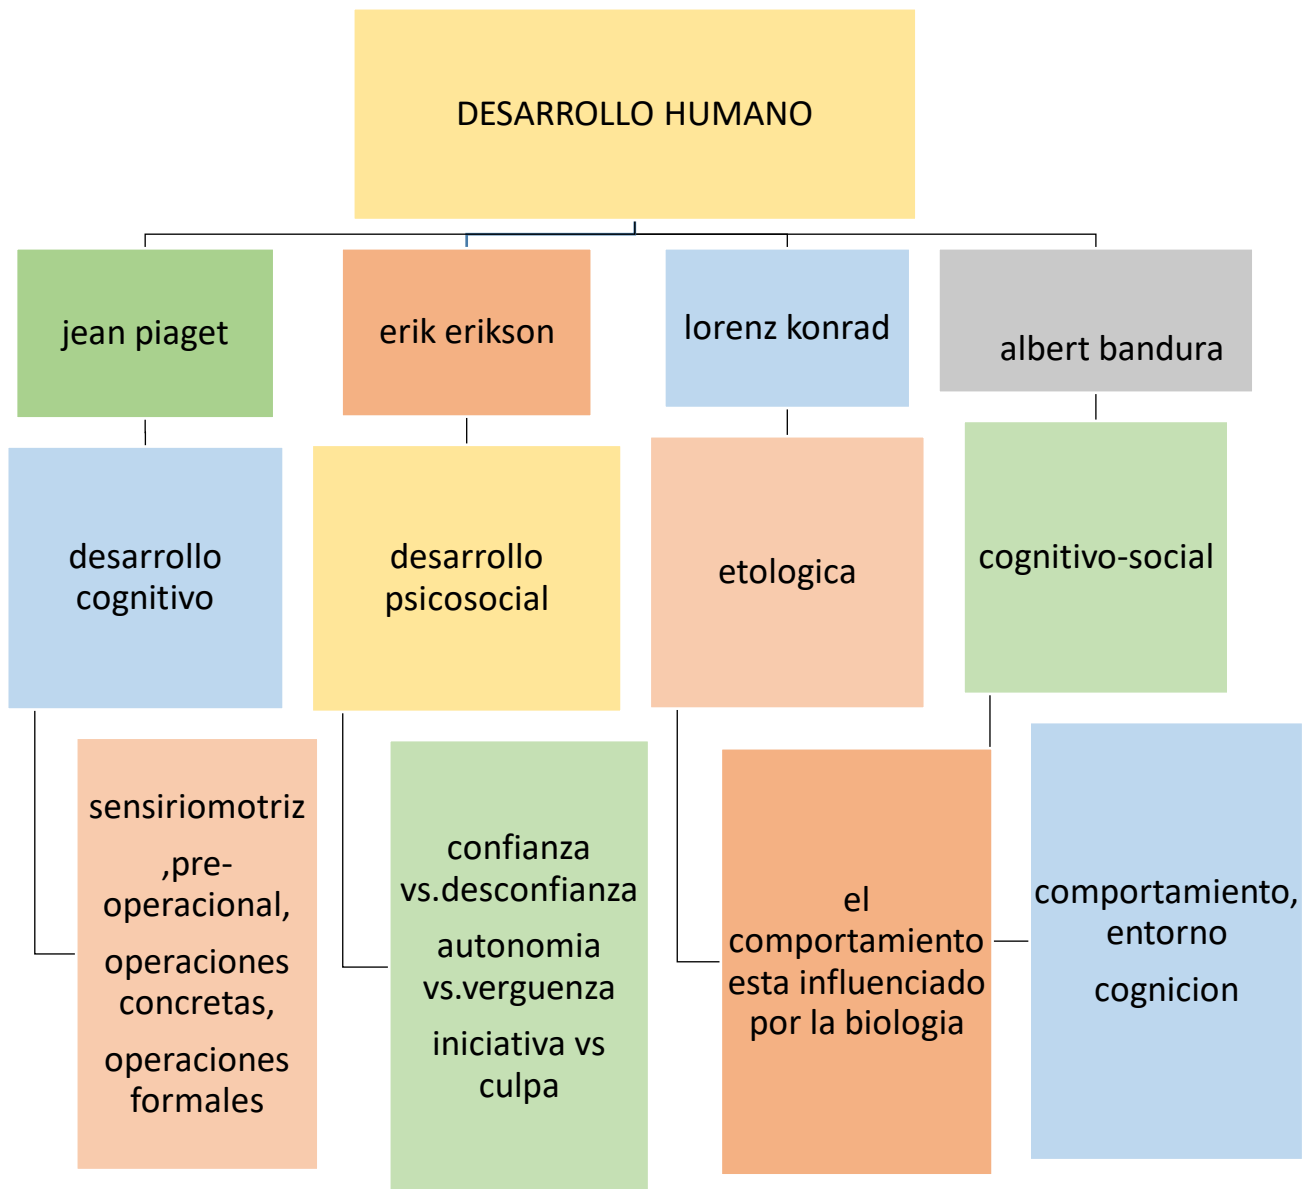 DESARROLLO HUMANO
jean piaget
erik erikson
lorenz konrad
albert bandura
desarrollo
cognitivo
desarrollo
psicosocial
etologica
cognitivo-social
sensiriomotriz
,pre-
operacional,
operaciones
concretas,
operaciones
formales
confianza
vs.desconfianza
autonomia
vs.verguenza
iniciativa vs
culpa
el
comportamiento
esta influenciado
por la biologia
comportamiento,
entorno
cognicion